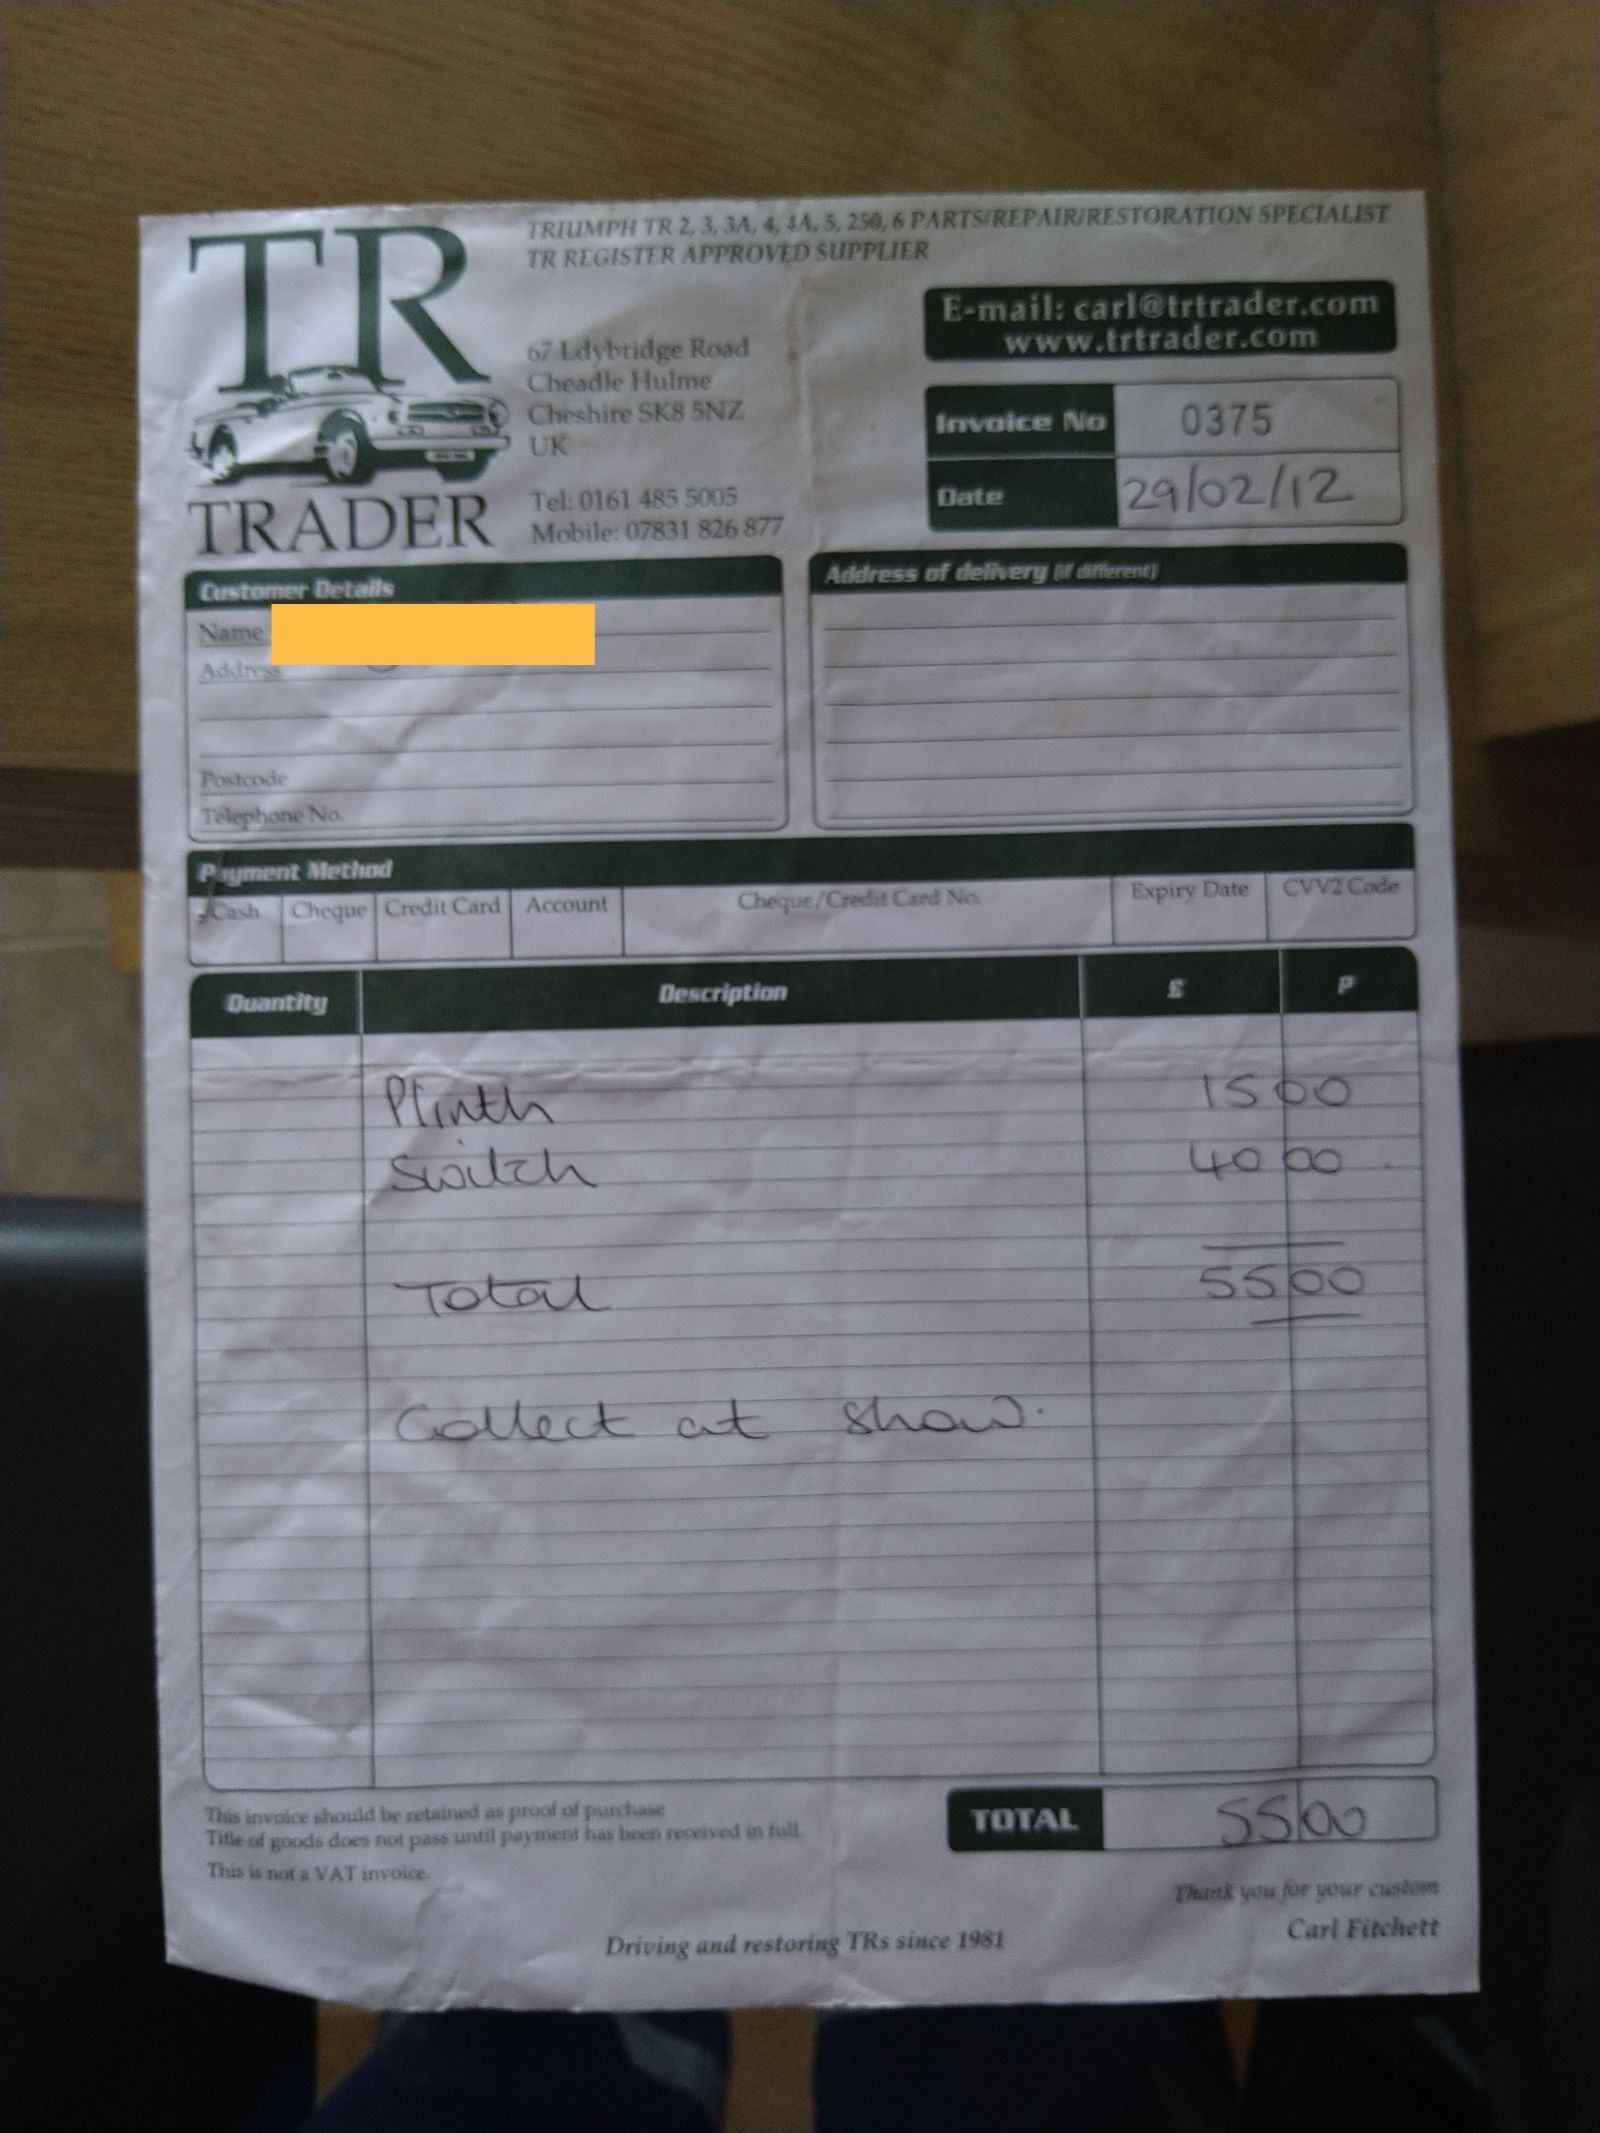 TR
TRADER
TRIUMPH TR 2, 3, 3A, 4, 4A, 5, 250, 6 PARTS/REPAIR/RESTORATION SPECIALIST
TR REGISTER APPROVED SUPPLIER
67 Ldybridge Road
Cheadle Hulme
Cheshire SK8 5NZ
UK
Tel: 0161 485 5005
Mobile: 07831 826 877
E-mail: carl@trtrader.com
www.trtrader.com
Invoice No 0375
Date 29/02/12
Customer Details
Name
Address
Postcode
Telephone No.
Address of delivery (if different)
Payment Method
Cash Cheque Credit Card Account Cheque/Credit Card No. Expiry Date CVV2 Code
Quantity Description £ P
Plinth 15 00
Switch 40 00
Total 55 00
Collect at show.
This invoice should be retained as proof of purchase
Title of goods does not pass until payment has been received in full.
This is not a VAT invoice.
TOTAL 55 00
Thank you for your custom
Carl Fitchett
Driving and restoring TRs since 1981